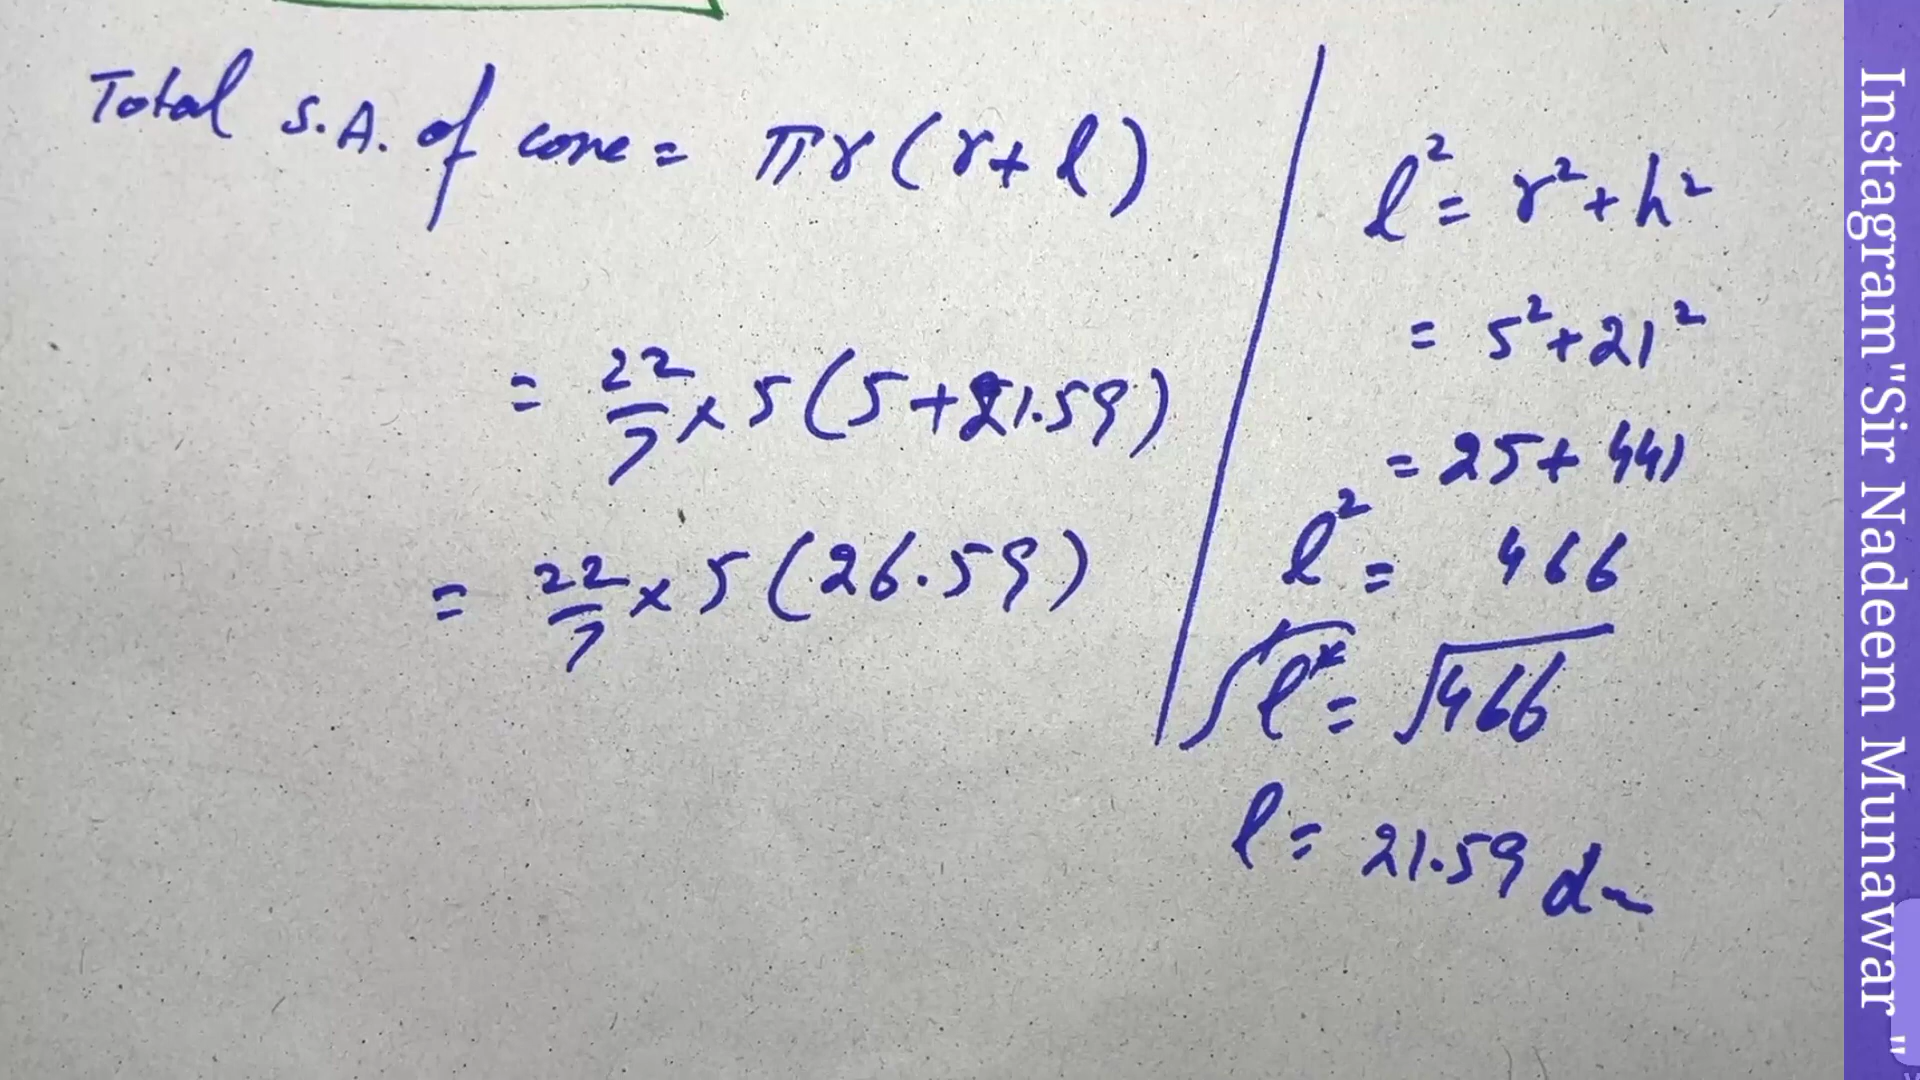 Total S.A. of cone = πr(r+l)
= 22/7 × 5(5+21.59)
= 22/7 × 5(26.59)
l² = r²+h²
= 5²+21²
= 25+441
l² = 466
√l² = √466
l = 21.59 dm
Instagram"Sir Nadeem Munawar"